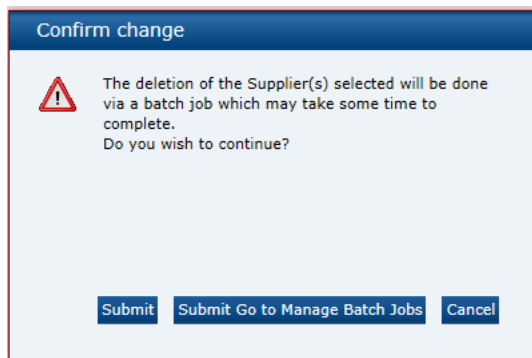 Confirm change
The deletion of the Supplier(s) selected will be done
via a batch job which may take some time to
complete.
Do you wish to continue?
Submit Submit Go to Manage Batch Jobs Cancel